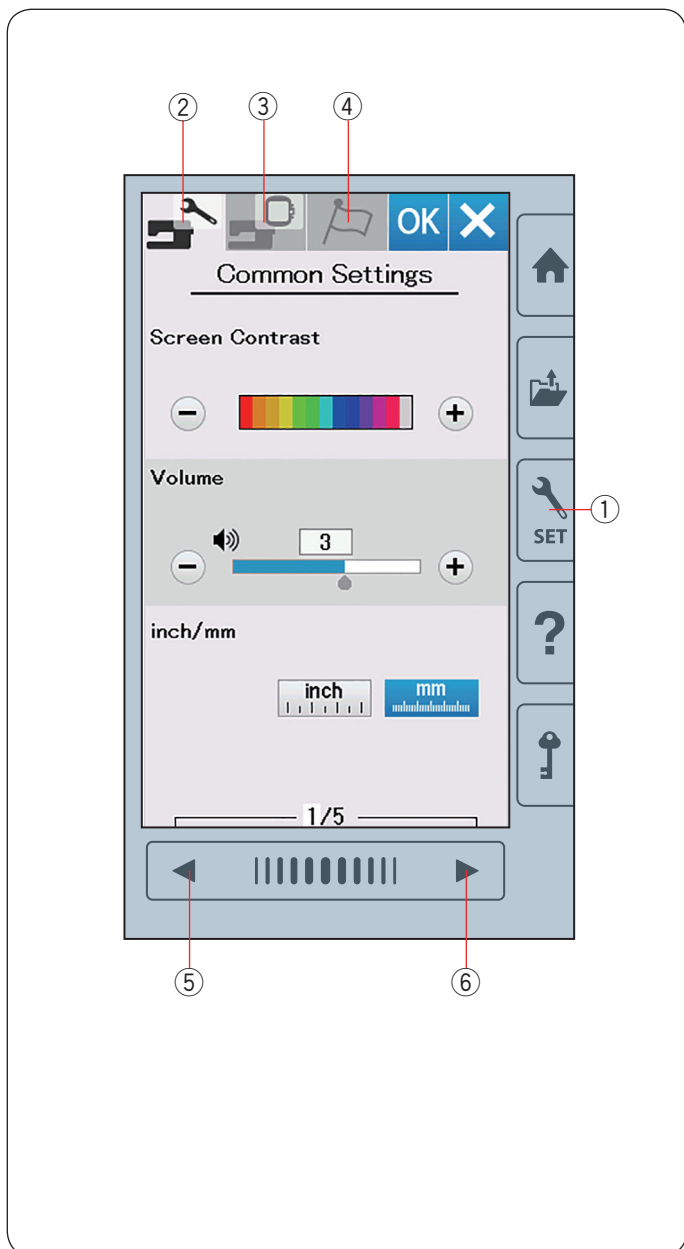 ② ③ ④
OK
Common Settings
Screen Contrast
Volume
3
①
SET
inch/mm
inch mm
?
1/5
⑤ ⑥